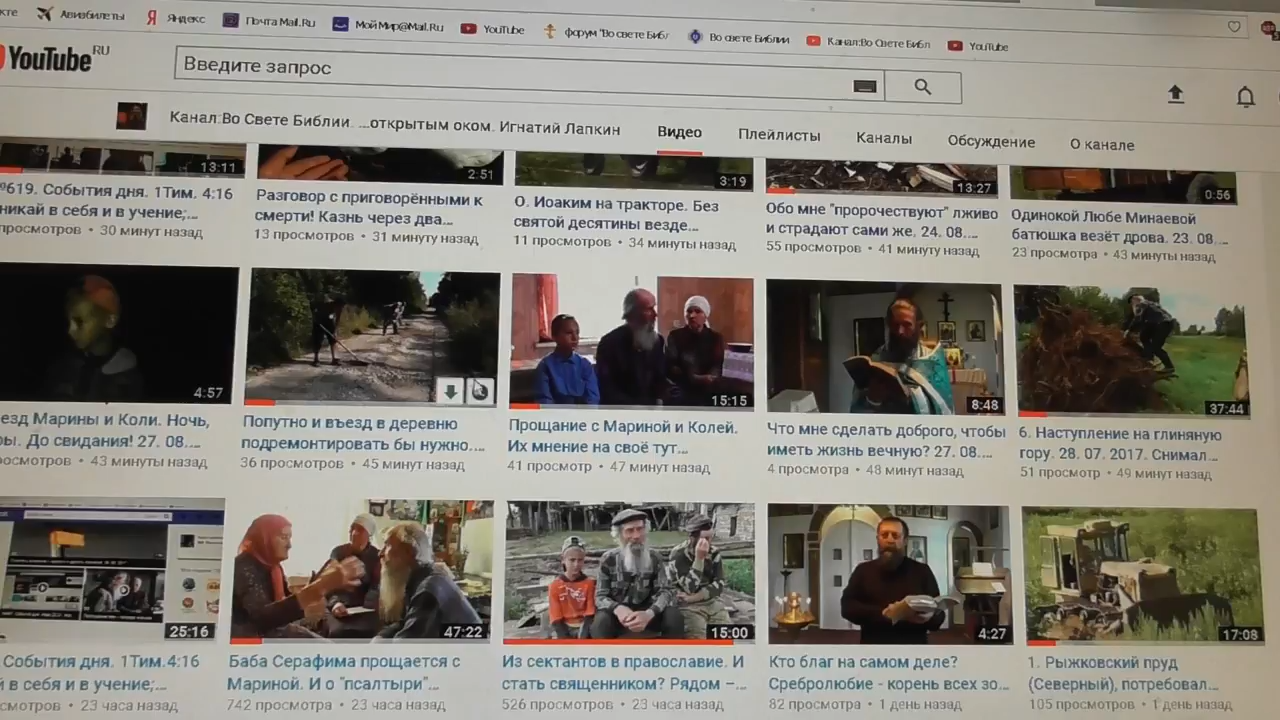 кте Авиабилеты Яндекс Почта Mail.Ru МойМир@Mail.Ru YouTube форум "Во свете Библ Во свете Библии Канал:Во Свете Библ YouTube
YouTube RU
Введите запрос
Канал:Во Свете Библии. ...открытым оком. Игнатий Лапкин Видео Плейлисты Каналы Обсуждение О канале
13:11 2:51 3:19 13:27 0:56
№619. События дня. 1Тим. 4:16
никай в себя и в учение;...
просмотров • 30 минут назад
Разговор с приговорёнными к
смерти! Казнь через два...
13 просмотров • 31 минуту назад
О. Иоаким на тракторе. Без
святой десятины везде...
11 просмотров • 34 минуты назад
Обо мне "пророчествуют" лживо
и страдают сами же. 24. 08....
55 просмотров • 41 минуту назад
Одинокой Любе Минаевой
батюшка везёт дрова. 23. 08....
23 просмотра • 43 минуты назад
4:57 15:15 8:48 37:44
езд Марины и Коли. Ночь,
ры. До свидания! 27. 08....
росмотров • 43 минуты назад
Попутно и въезд в деревню
подремонтировать бы нужно....
36 просмотров • 45 минут назад
Прощание с Мариной и Колей.
Их мнение на своё тут...
41 просмотр • 47 минут назад
Что мне сделать доброго, чтобы
иметь жизнь вечную? 27. 08....
4 просмотра • 48 минут назад
6. Наступление на глиняную
гору. 28. 07. 2017. Снимал...
51 просмотр • 49 минут назад
25:16 47:22 15:00 4:27 17:08
События дня. 1Тим.4:16
й в себя и в учение;...
смотров • 23 часа назад
Баба Серафима прощается с
Мариной. И о "псалтыри"...
742 просмотра • 23 часа назад
Из сектантов в православие. И
стать священником? Рядом –...
526 просмотров • 23 часа назад
Кто благ на самом деле?
Сребролюбие - корень всех зо...
82 просмотра • 1 день назад
1. Рыжковский пруд
(Северный), потребовал...
105 просмотров • 1 день назад